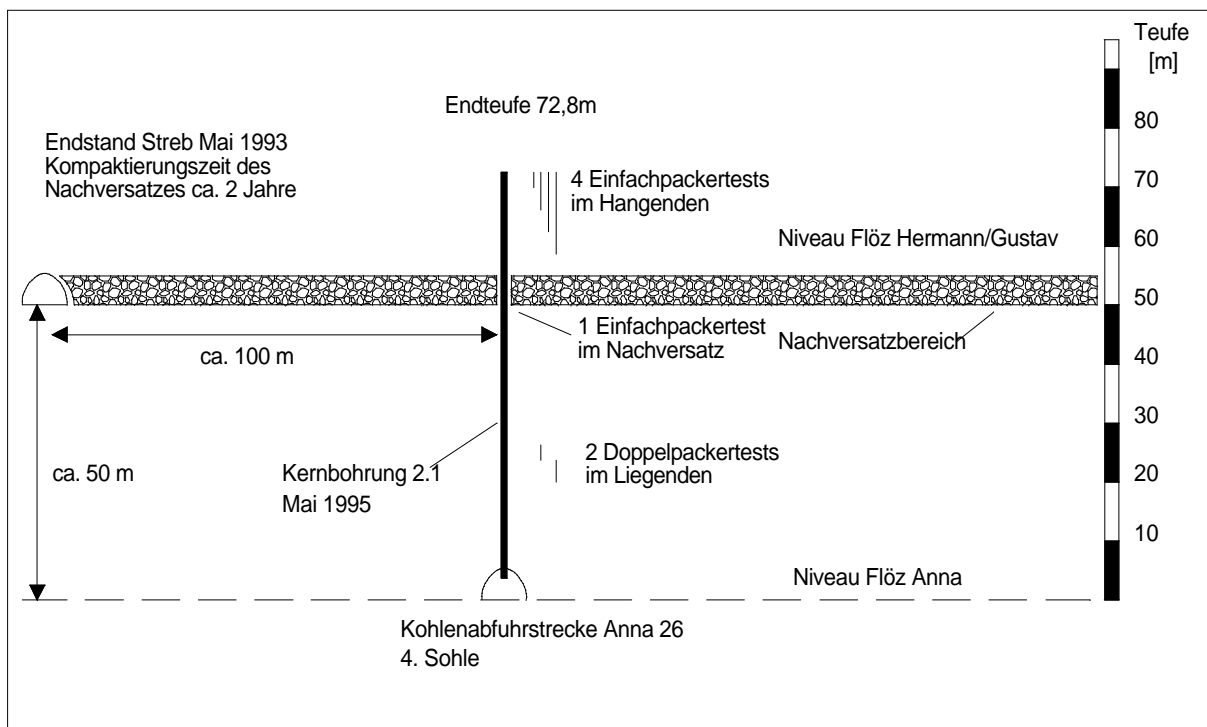 Teufe
[m]
Endteufe 72,8m
80
Endstand Streb Mai 1993
Kompaktierungszeit des
Nachversatzes ca. 2 Jahre
4 Einfachpackertests
im Hangenden
70
Niveau Flöz Hermann/Gustav
60
50
1 Einfachpackertest
im Nachversatz
Nachversatzbereich
ca. 100 m
40
30
ca. 50 m
Kernbohrung 2.1
Mai 1995
2 Doppelpackertests
im Liegenden
20
10
Niveau Flöz Anna
Kohlenabfuhrstrecke Anna 26
4. Sohle